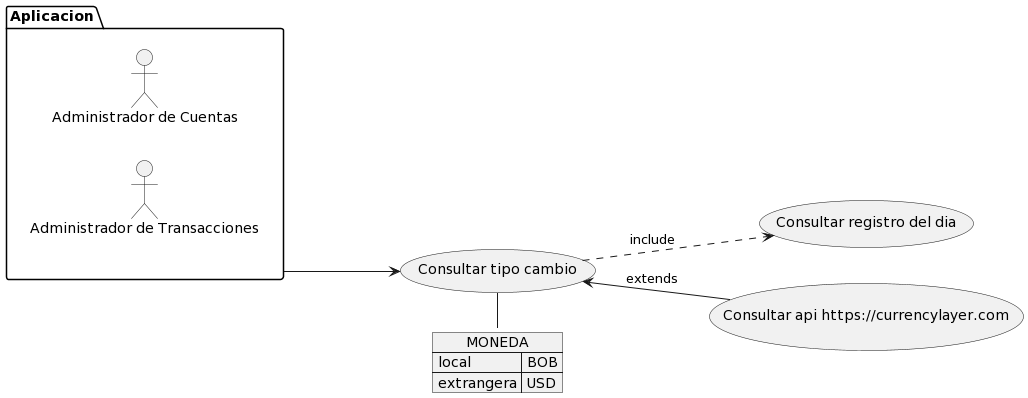 Aplicacion
Administrador de Cuentas
Administrador de Transacciones
Consultar registro del dia
include
Consultar tipo cambio
extends
Consultar api https://currencylayer.com
MONEDA
local BOB
extrangera USD